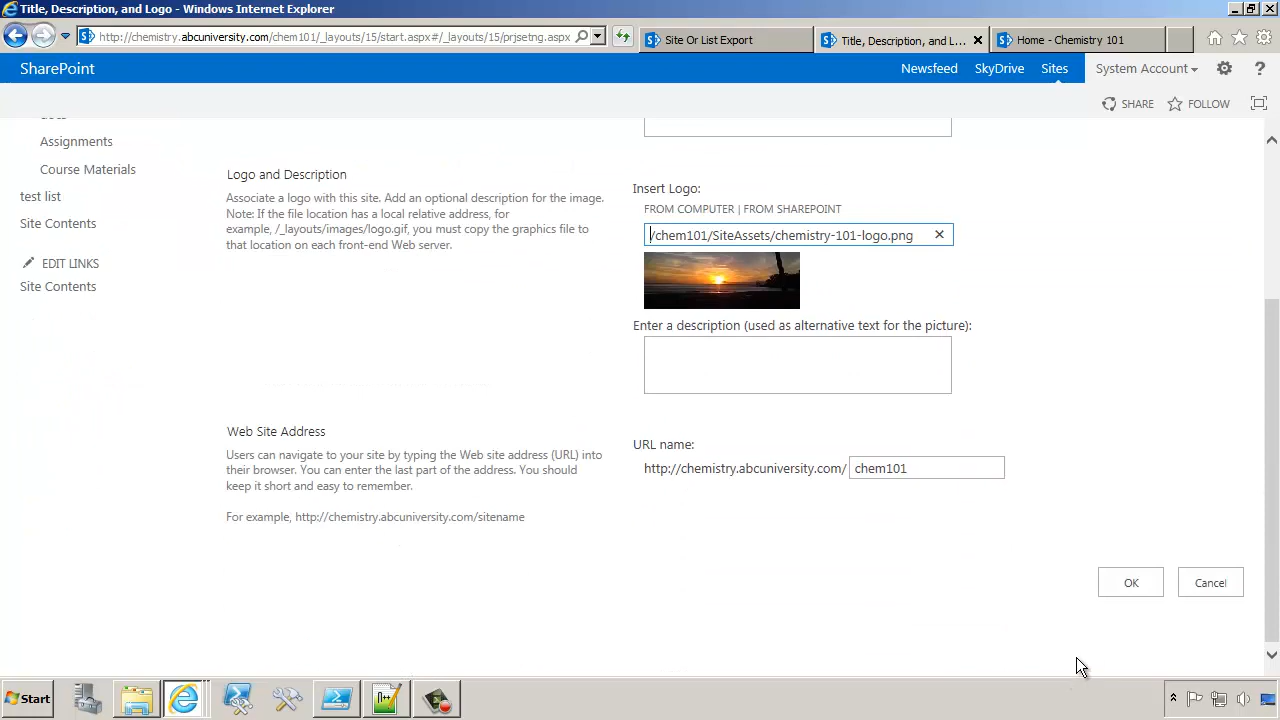 Title, Description, and Logo - Windows Internet Explorer
http://chemistry.abcuniversity.com/chem101/_layouts/15/start.aspx#/_layouts/15/prjsetng.aspx
Site Or List Export
Title, Description, and L...
Home - Chemistry 101
SharePoint
Newsfeed
SkyDrive
Sites
System Account
SHARE
FOLLOW
Assignments
Course Materials
test list
Site Contents
EDIT LINKS
Site Contents
Logo and Description
Associate a logo with this site. Add an optional description for the image.
Note: If the file location has a local relative address, for
example, /_layouts/images/logo.gif, you must copy the graphics file to
that location on each front-end Web server.
Insert Logo:
FROM COMPUTER | FROM SHAREPOINT
/chem101/SiteAssets/chemistry-101-logo.png
Enter a description (used as alternative text for the picture):
Web Site Address
Users can navigate to your site by typing the Web site address (URL) into
their browser. You can enter the last part of the address. You should
keep it short and easy to remember.
For example, http://chemistry.abcuniversity.com/sitename
URL name:
http://chemistry.abcuniversity.com/ chem101
OK
Cancel
Start